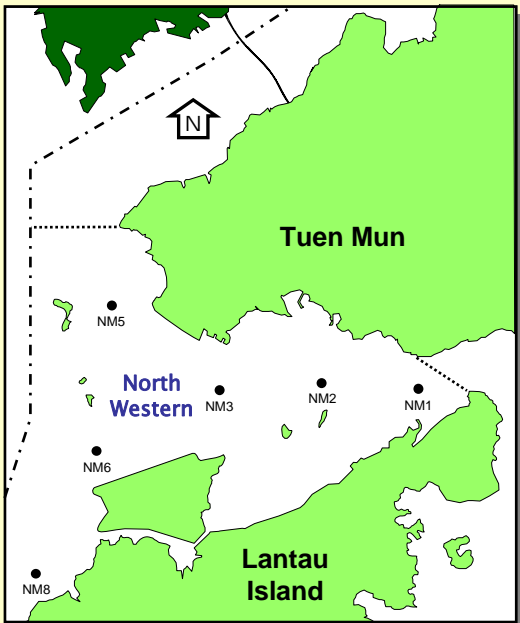 N
Tuen Mun
NM5
North
Western
NM3
NM2
NM1
NM6
Lantau
Island
NM8